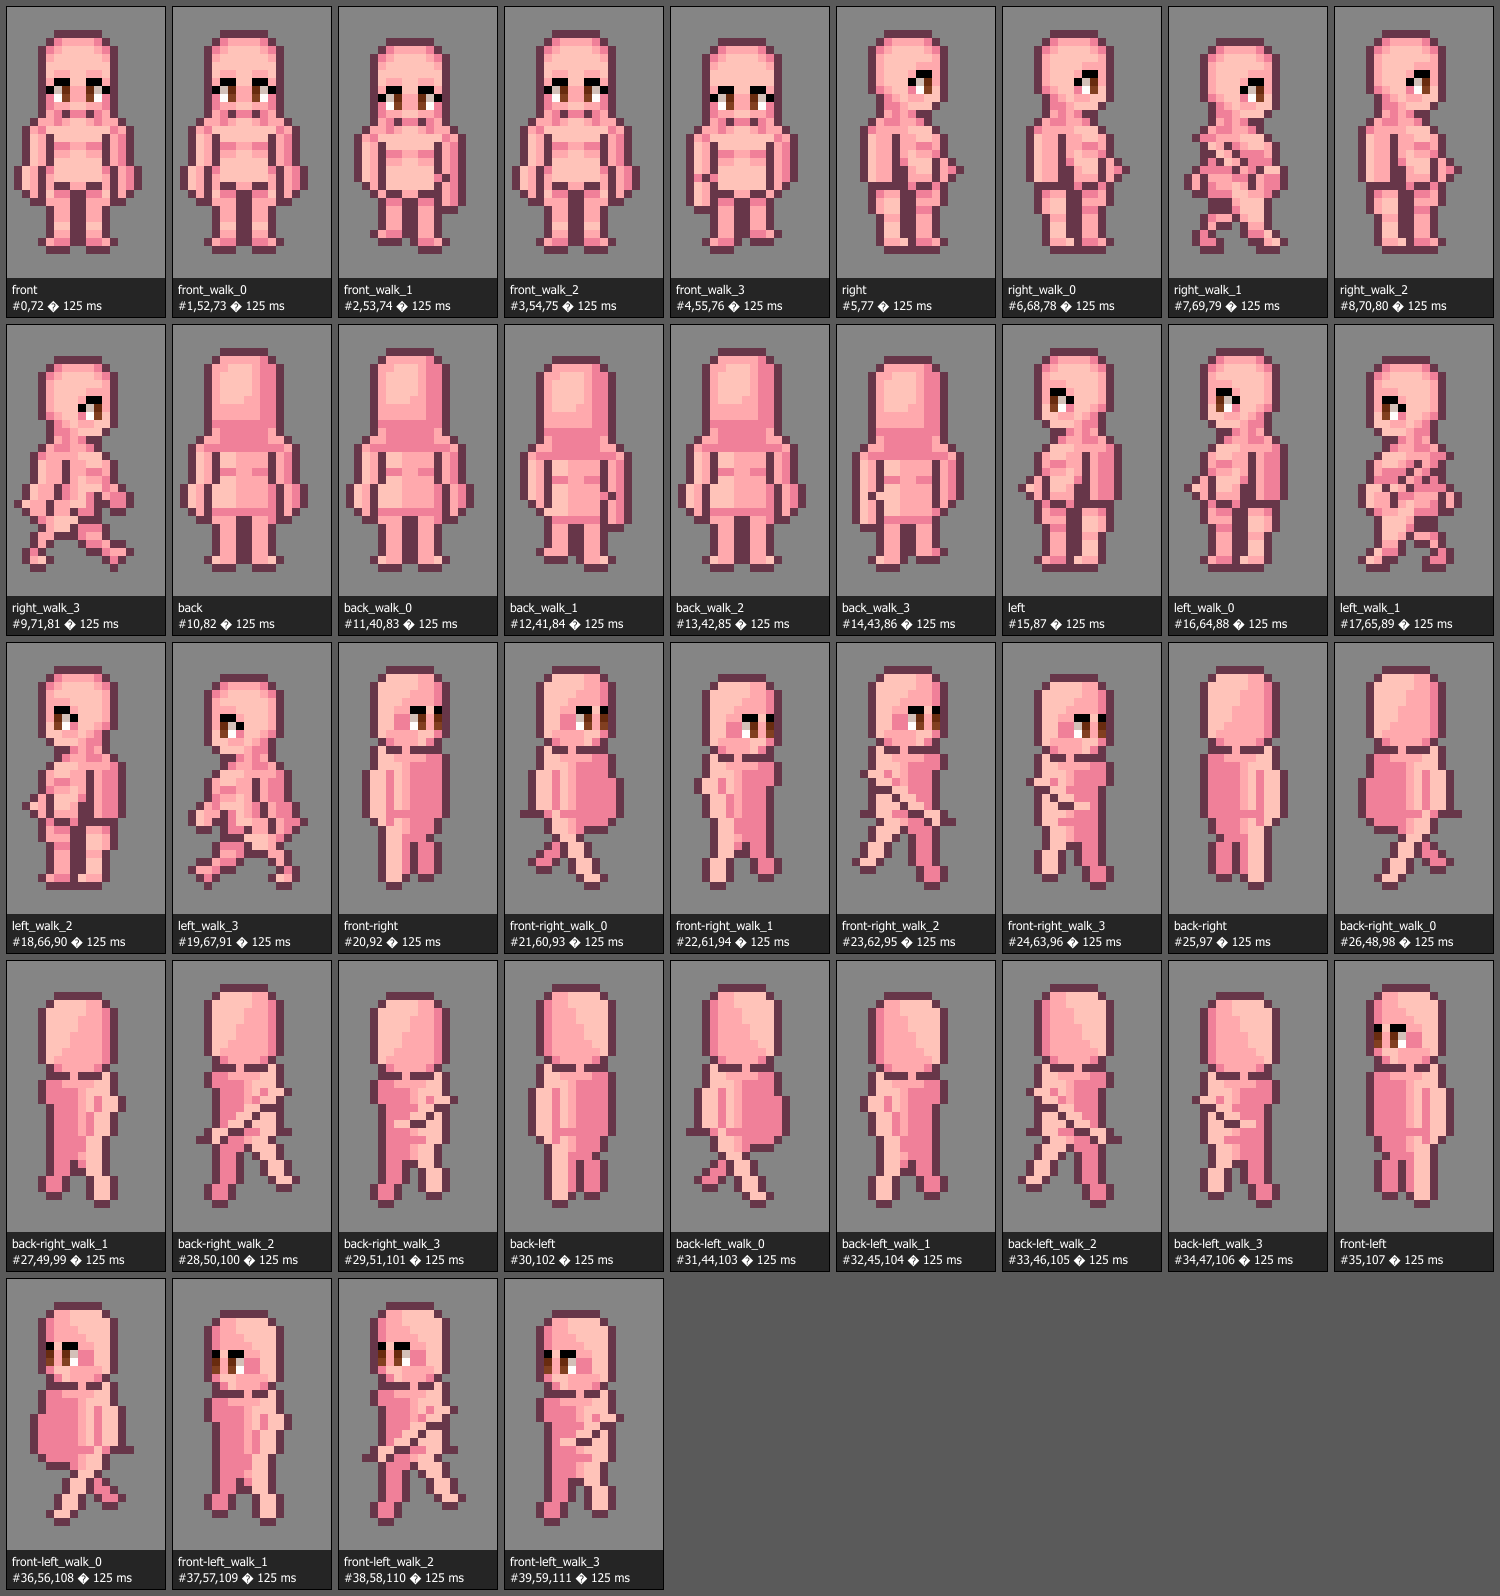 front
#0,72 � 125 ms
front_walk_0
#1,52,73 � 125 ms
front_walk_1
#2,53,74 � 125 ms
front_walk_2
#3,54,75 � 125 ms
front_walk_3
#4,55,76 � 125 ms
right
#5,77 � 125 ms
right_walk_0
#6,68,78 � 125 ms
right_walk_1
#7,69,79 � 125 ms
right_walk_2
#8,70,80 � 125 ms
right_walk_3
#9,71,81 � 125 ms
back
#10,82 � 125 ms
back_walk_0
#11,40,83 � 125 ms
back_walk_1
#12,41,84 � 125 ms
back_walk_2
#13,42,85 � 125 ms
back_walk_3
#14,43,86 � 125 ms
left
#15,87 � 125 ms
left_walk_0
#16,64,88 � 125 ms
left_walk_1
#17,65,89 � 125 ms
left_walk_2
#18,66,90 � 125 ms
left_walk_3
#19,67,91 � 125 ms
front-right
#20,92 � 125 ms
front-right_walk_0
#21,60,93 � 125 ms
front-right_walk_1
#22,61,94 � 125 ms
front-right_walk_2
#23,62,95 � 125 ms
front-right_walk_3
#24,63,96 � 125 ms
back-right
#25,97 � 125 ms
back-right_walk_0
#26,48,98 � 125 ms
back-right_walk_1
#27,49,99 � 125 ms
back-right_walk_2
#28,50,100 � 125 ms
back-right_walk_3
#29,51,101 � 125 ms
back-left
#30,102 � 125 ms
back-left_walk_0
#31,44,103 � 125 ms
back-left_walk_1
#32,45,104 � 125 ms
back-left_walk_2
#33,46,105 � 125 ms
back-left_walk_3
#34,47,106 � 125 ms
front-left
#35,107 � 125 ms
front-left_walk_0
#36,56,108 � 125 ms
front-left_walk_1
#37,57,109 � 125 ms
front-left_walk_2
#38,58,110 � 125 ms
front-left_walk_3
#39,59,111 � 125 ms